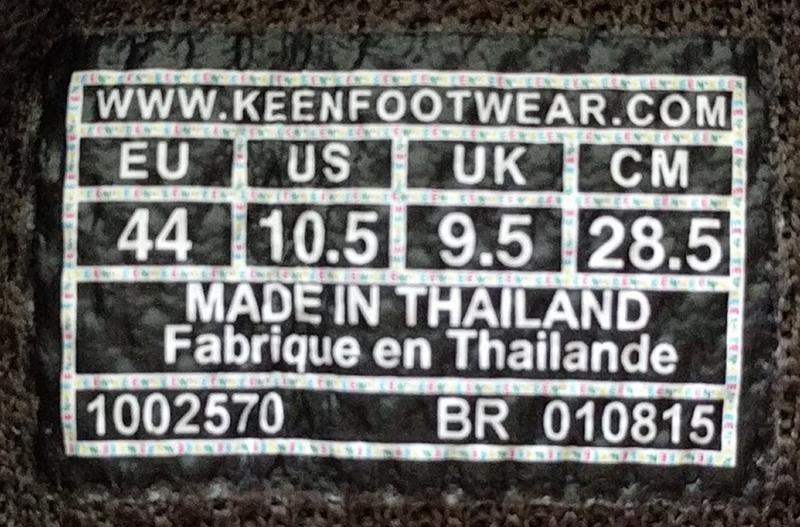 WWW.KEENFOOTWEAR.COM
EU US UK CM
44 10.5 9.5 28.5
MADE IN THAILAND
Fabrique en Thailande
1002570 BR 010815